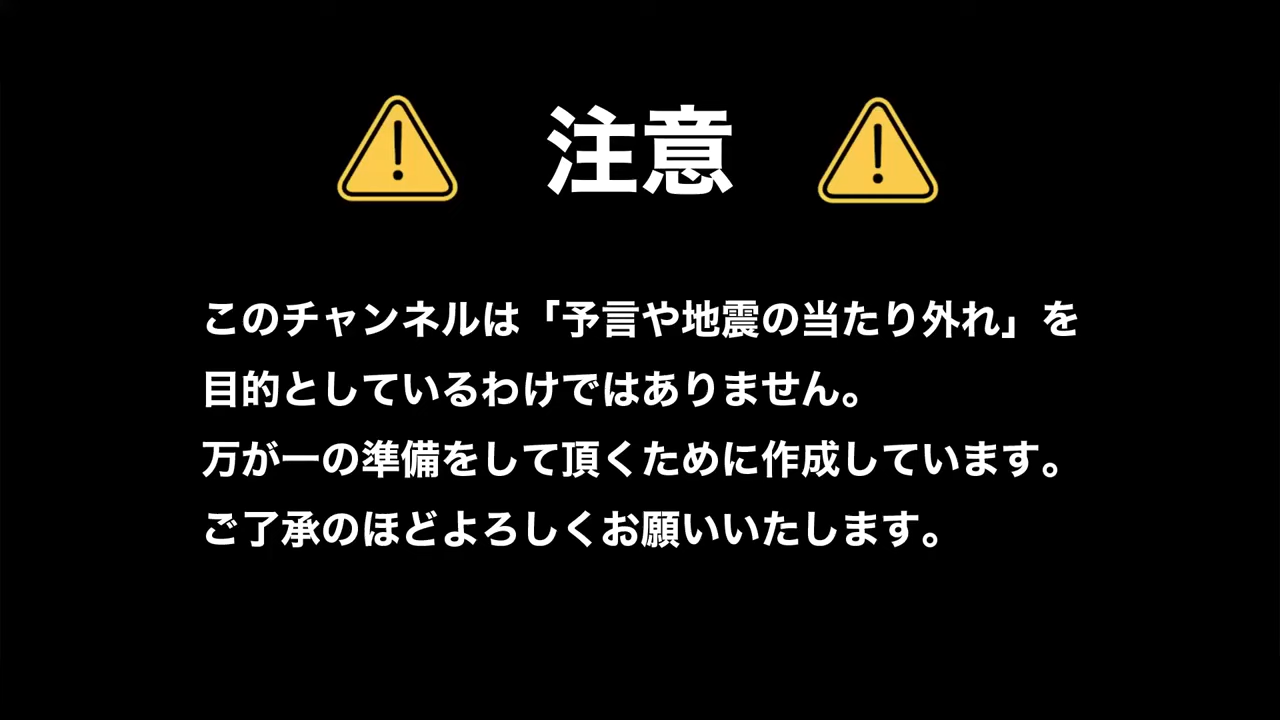 注意
このチャンネルは「予言や地震の当たり外れ」を
目的としているわけではありません。
万が一の準備をして頂くために作成しています。
ご了承のほどよろしくお願いいたします。